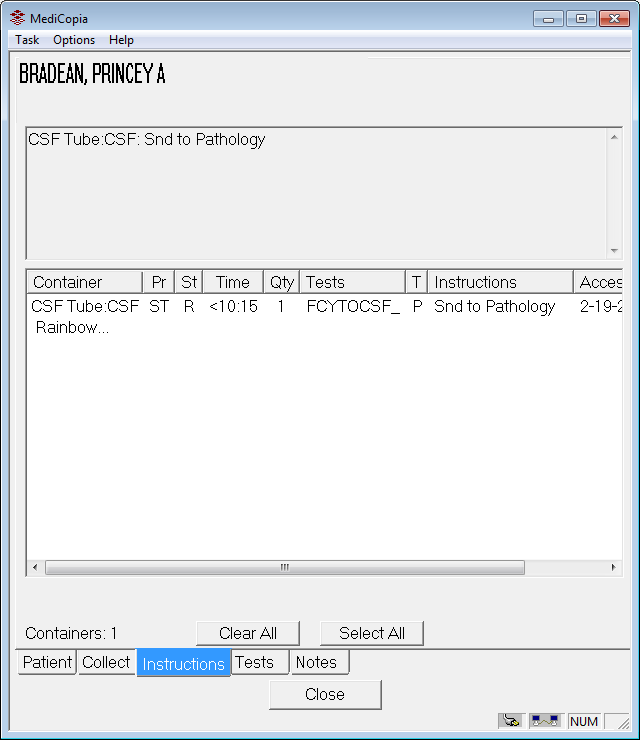 MediCopia
Task Options Help
BRADEAN, PRINCEY A
CSF Tube:CSF: Snd to Pathology
Container Pr St Time Qty Tests T Instructions Acces
CSF Tube:CSF ST R <10:15 1 FCYTOCSF_ P Snd to Pathology 2-19-2
Rainbow...
Containers: 1 Clear All Select All
Patient Collect Instructions Tests Notes
Close
NUM